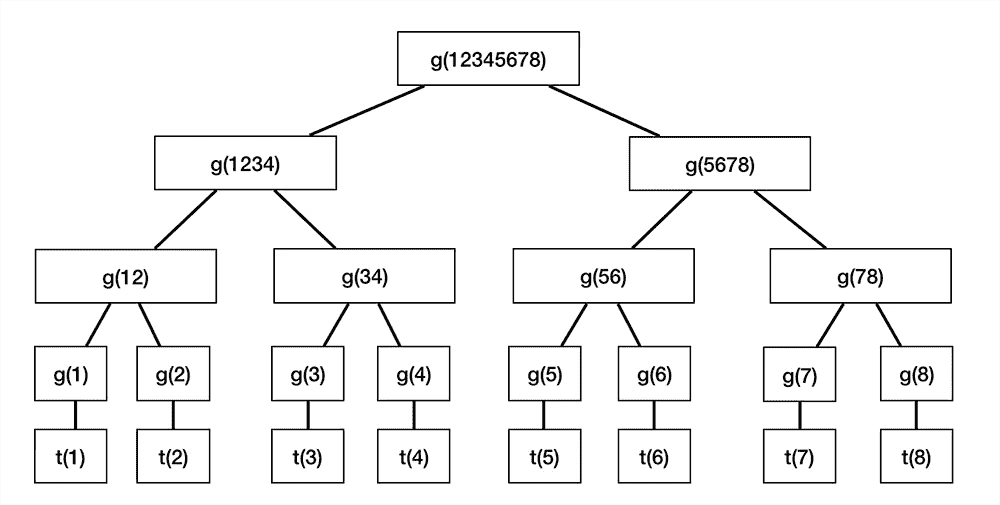 g(12345678)
g(1234)
g(5678)
g(12)
g(34)
g(56)
g(78)
g(1)
g(2)
g(3)
g(4)
g(5)
g(6)
g(7)
g(8)
t(1)
t(2)
t(3)
t(4)
t(5)
t(6)
t(7)
t(8)